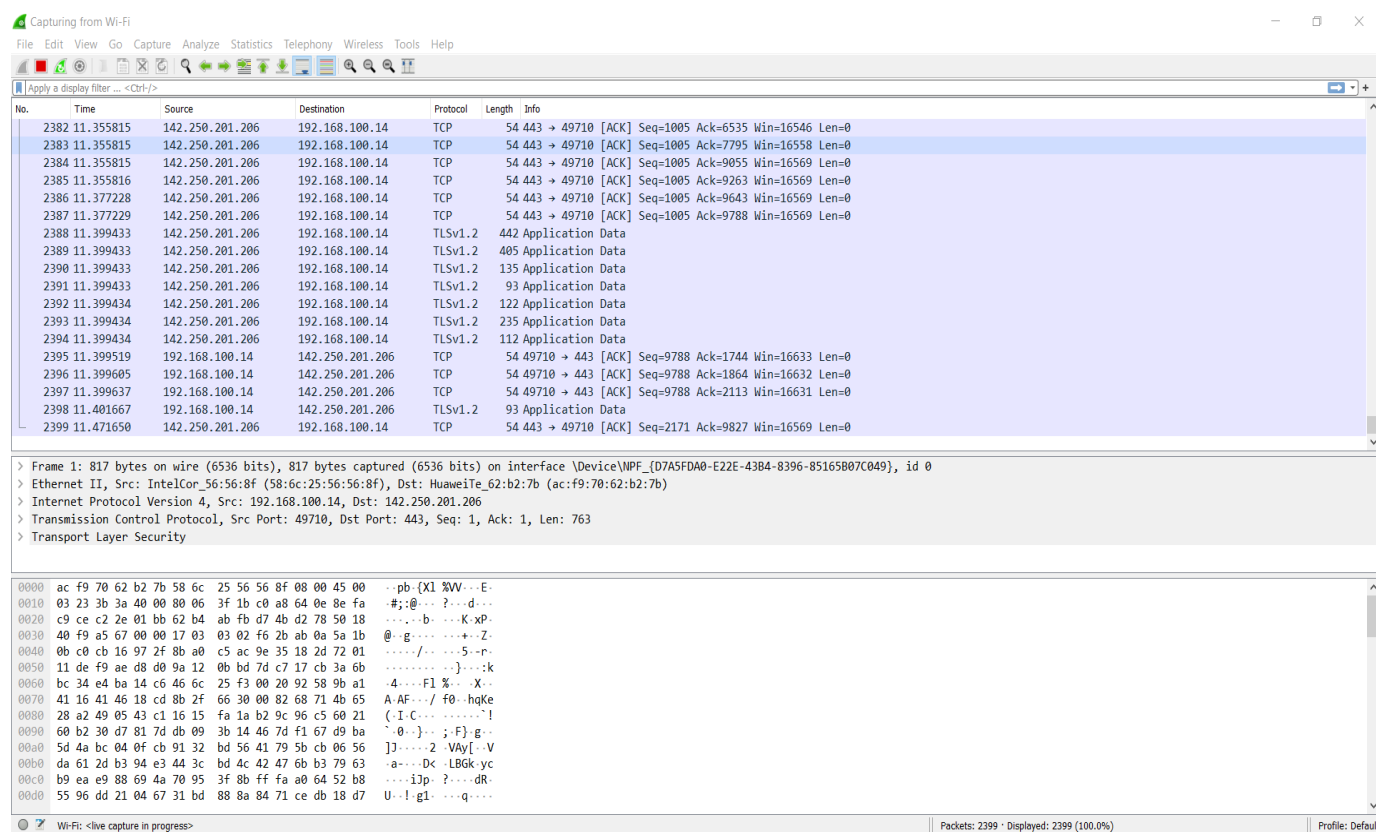 Capturing from Wi-Fi
File Edit View Go Capture Analyze Statistics Telephony Wireless Tools Help
Apply a display filter ... <Ctrl-/>
No. Time Source Destination Protocol Length Info
2382 11.355815 142.250.201.206 192.168.100.14 TCP 54 443 → 49710 [ACK] Seq=1005 Ack=6535 Win=16546 Len=0
2383 11.355815 142.250.201.206 192.168.100.14 TCP 54 443 → 49710 [ACK] Seq=1005 Ack=7795 Win=16558 Len=0
2384 11.355815 142.250.201.206 192.168.100.14 TCP 54 443 → 49710 [ACK] Seq=1005 Ack=9055 Win=16569 Len=0
2385 11.355816 142.250.201.206 192.168.100.14 TCP 54 443 → 49710 [ACK] Seq=1005 Ack=9263 Win=16569 Len=0
2386 11.377228 142.250.201.206 192.168.100.14 TCP 54 443 → 49710 [ACK] Seq=1005 Ack=9643 Win=16569 Len=0
2387 11.377229 142.250.201.206 192.168.100.14 TCP 54 443 → 49710 [ACK] Seq=1005 Ack=9788 Win=16569 Len=0
2388 11.399433 142.250.201.206 192.168.100.14 TLSv1.2 442 Application Data
2389 11.399433 142.250.201.206 192.168.100.14 TLSv1.2 405 Application Data
2390 11.399433 142.250.201.206 192.168.100.14 TLSv1.2 135 Application Data
2391 11.399433 142.250.201.206 192.168.100.14 TLSv1.2 93 Application Data
2392 11.399434 142.250.201.206 192.168.100.14 TLSv1.2 122 Application Data
2393 11.399434 142.250.201.206 192.168.100.14 TLSv1.2 235 Application Data
2394 11.399434 142.250.201.206 192.168.100.14 TLSv1.2 112 Application Data
2395 11.399519 192.168.100.14 142.250.201.206 TCP 54 49710 → 443 [ACK] Seq=9788 Ack=1744 Win=16633 Len=0
2396 11.399605 192.168.100.14 142.250.201.206 TCP 54 49710 → 443 [ACK] Seq=9788 Ack=1864 Win=16632 Len=0
2397 11.399637 192.168.100.14 142.250.201.206 TCP 54 49710 → 443 [ACK] Seq=9788 Ack=2113 Win=16631 Len=0
2398 11.401667 192.168.100.14 142.250.201.206 TLSv1.2 93 Application Data
2399 11.471650 142.250.201.206 192.168.100.14 TCP 54 443 → 49710 [ACK] Seq=2171 Ack=9827 Win=16569 Len=0
> Frame 1: 817 bytes on wire (6536 bits), 817 bytes captured (6536 bits) on interface \Device\NPF_{D7A5FDA0-E22E-43B4-8396-85165B07C049}, id 0
> Ethernet II, Src: IntelCor_56:56:8f (58:6c:25:56:56:8f), Dst: HuaweiTe_62:b2:7b (ac:f9:70:62:b2:7b)
> Internet Protocol Version 4, Src: 192.168.100.14, Dst: 142.250.201.206
> Transmission Control Protocol, Src Port: 49710, Dst Port: 443, Seq: 1, Ack: 1, Len: 763
> Transport Layer Security
0000 ac f9 70 62 b2 7b 58 6c 25 56 56 8f 08 00 45 00 ··pb·{Xl %VV···E·
0010 03 23 3b 3a 40 00 80 06 3f 1b c0 a8 64 0e 8e fa ·#;:@··· ?···d···
0020 c9 ce c2 2e 01 bb 62 b4 ab fb d7 4b d2 78 50 18 ···.··b· ···K·xP·
0030 40 f9 a5 67 00 00 17 03 03 02 f6 2b ab 0a 5a 1b @··g···· ···+··Z·
0040 0b c0 cb 16 97 2f 8b a0 c5 ac 9e 35 18 2d 72 01 ·····/·· ···5·-r·
0050 11 de f9 ae d8 d0 9a 12 0b bd 7d c7 17 cb 3a 6b ········ ··}···:k
0060 bc 34 e4 ba 14 c6 46 6c 25 f3 00 20 92 58 9b a1 ·4····Fl %·· ·X··
0070 41 16 41 46 18 cd 8b 2f 66 30 00 82 68 71 4b 65 A·AF···/ f0··hqKe
0080 28 a2 49 05 43 c1 16 15 fa 1a b2 9c 96 c5 60 21 (·I·C··· ······`!
0090 60 b2 30 d7 81 7d db 09 3b 14 46 7d f1 67 d9 ba `·0··}·· ;·F}·g··
00a0 5d 4a bc 04 0f cb 91 32 bd 56 41 79 5b cb 06 56 ]J·····2 ·VAy[··V
00b0 da 61 2d b3 94 e3 44 3c bd 4c 42 47 6b b3 79 63 ·a-···D< ·LBGk·yc
00c0 b9 ea e9 88 69 4a 70 95 3f 8b ff fa a0 64 52 b8 ····iJp· ?····dR·
00d0 55 96 dd 21 04 67 31 bd 88 8a 84 71 ce db 18 d7 U··!·g1· ···q····
Wi-Fi: <live capture in progress> Packets: 2399 · Displayed: 2399 (100.0%) Profile: Defaul